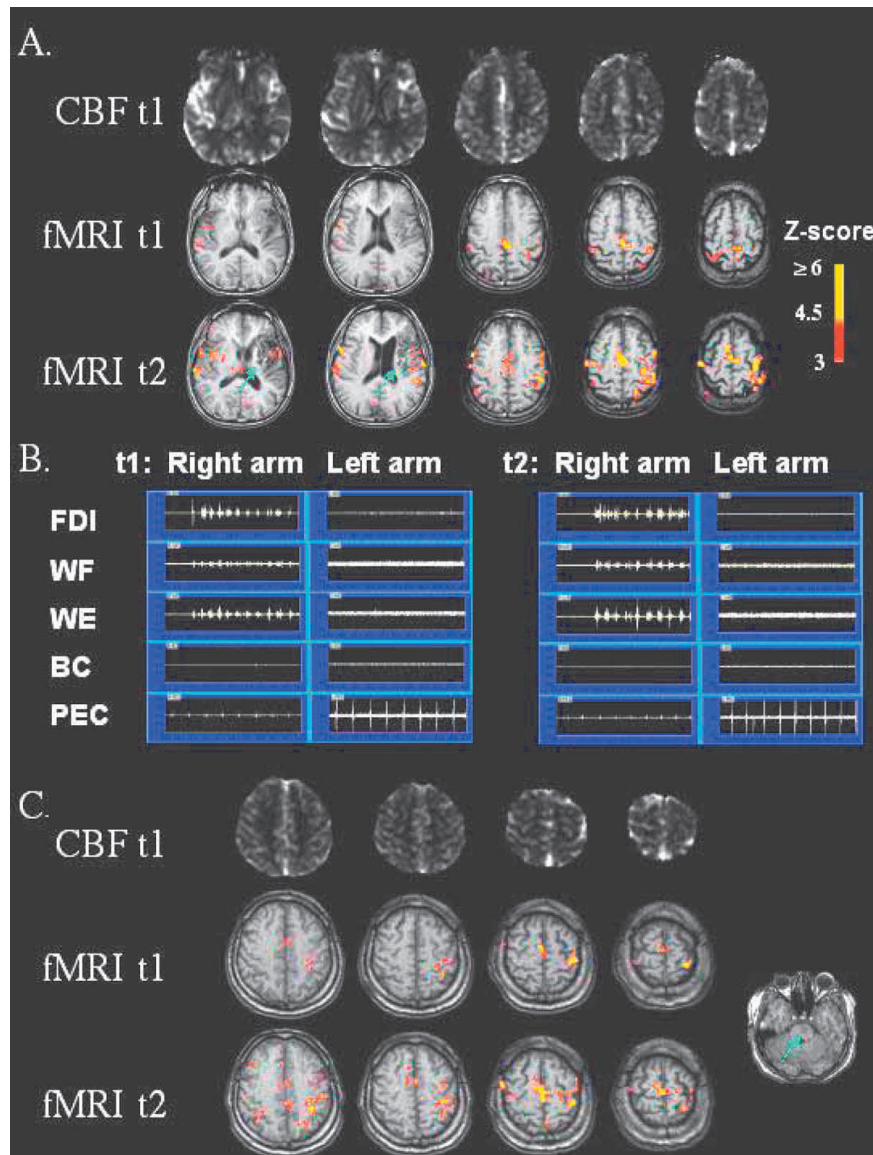 A.
CBF t1
fMRI t1
Z-score
≥ 6
4.5
3
fMRI t2
B.
t1: Right arm Left arm
t2: Right arm Left arm
FDI
WF
WE
BC
PEC
C.
CBF t1
fMRI t1
fMRI t2